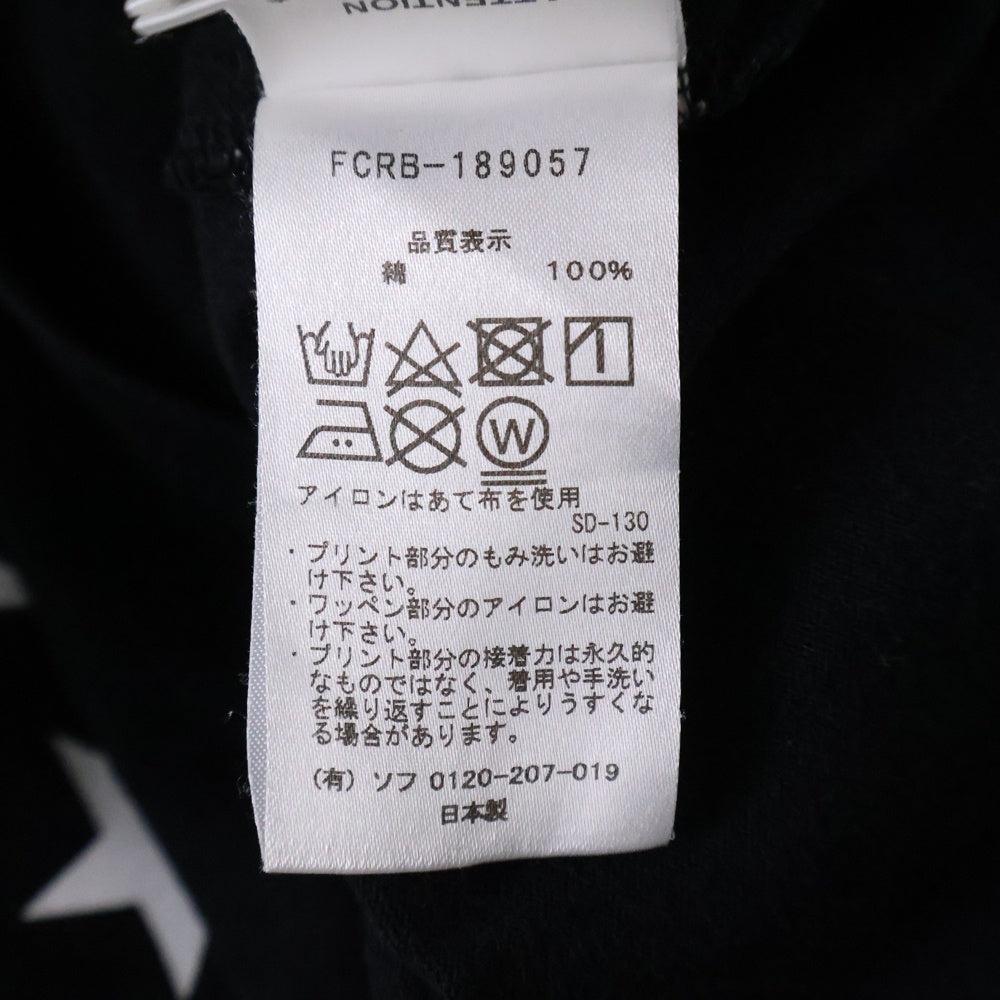 ATTENTION
FCRB-189057
品質表示
綿 100%
W
アイロンはあて布を使用
SD-130
・プリント部分のもみ洗いはお避
け下さい。
・ワッペン部分のアイロンはお避
け下さい。
・プリント部分の接着力は永久的
なものではなく、着用や手洗い
を繰り返すことによりうすくな
る場合があります。
(有) ソフ 0120-207-019
日本製